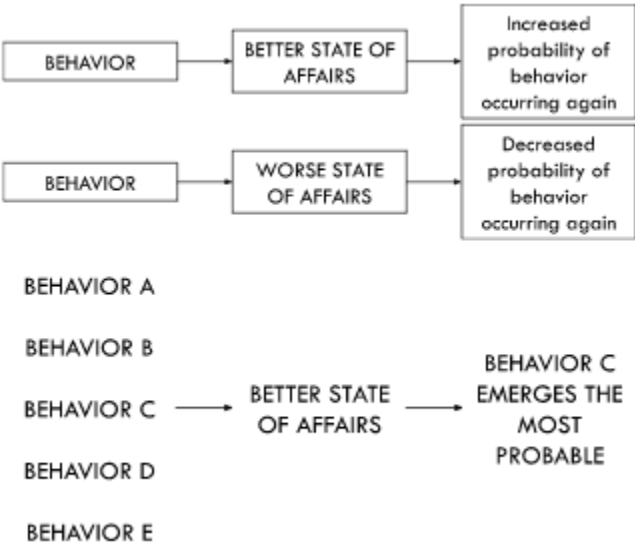 BEHAVIOR
BETTER STATE OF
AFFAIRS
Increased
probability of
behavior
occurring again
BEHAVIOR
WORSE STATE
OF AFFAIRS
Decreased
probability of
behavior
occurring again
BEHAVIOR A
BEHAVIOR B
BEHAVIOR C
BETTER STATE
OF AFFAIRS
BEHAVIOR C
EMERGES THE
MOST
PROBABLE
BEHAVIOR D
BEHAVIOR E